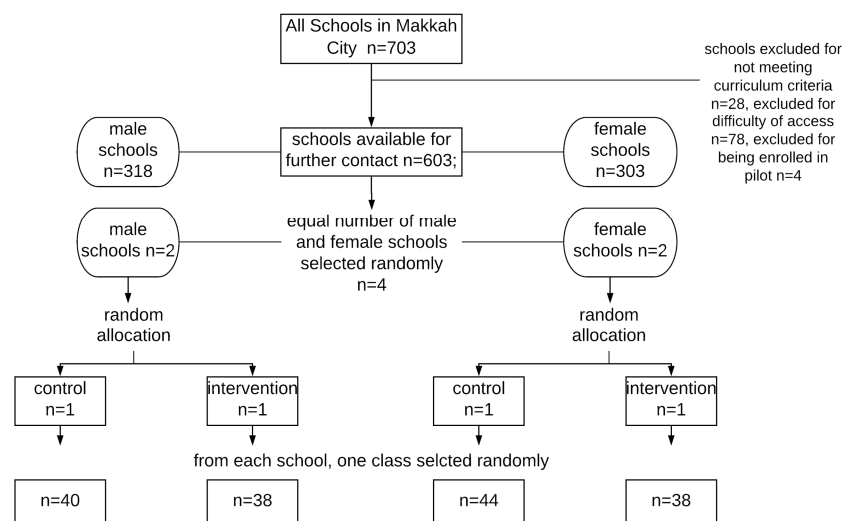 All Schools in Makkah
City n=703
schools excluded for
not meeting
curriculum criteria
n=28, excluded for
difficulty of access
n=78, excluded for
being enrolled in
pilot n=4
male
schools
n=318
schools available for
further contact n=603;
female
schools
n=303
male
schools n=2
equal number of male
and female schools
selected randomly
n=4
female
schools n=2
random
allocation
random
allocation
control
n=1
intervention
n=1
control
n=1
intervention
n=1
from each school, one class selcted randomly
n=40
n=38
n=44
n=38